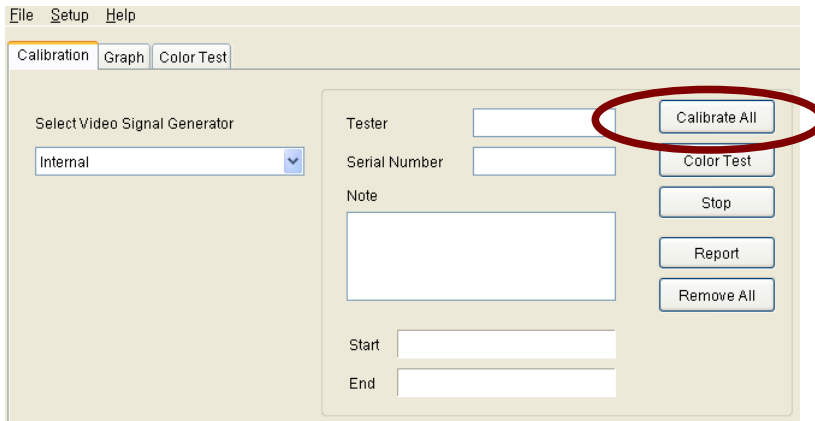 File Setup Help
Calibration Graph Color Test
Select Video Signal Generator
Internal
Tester
Serial Number
Note
Start
End
Calibrate All
Color Test
Stop
Report
Remove All